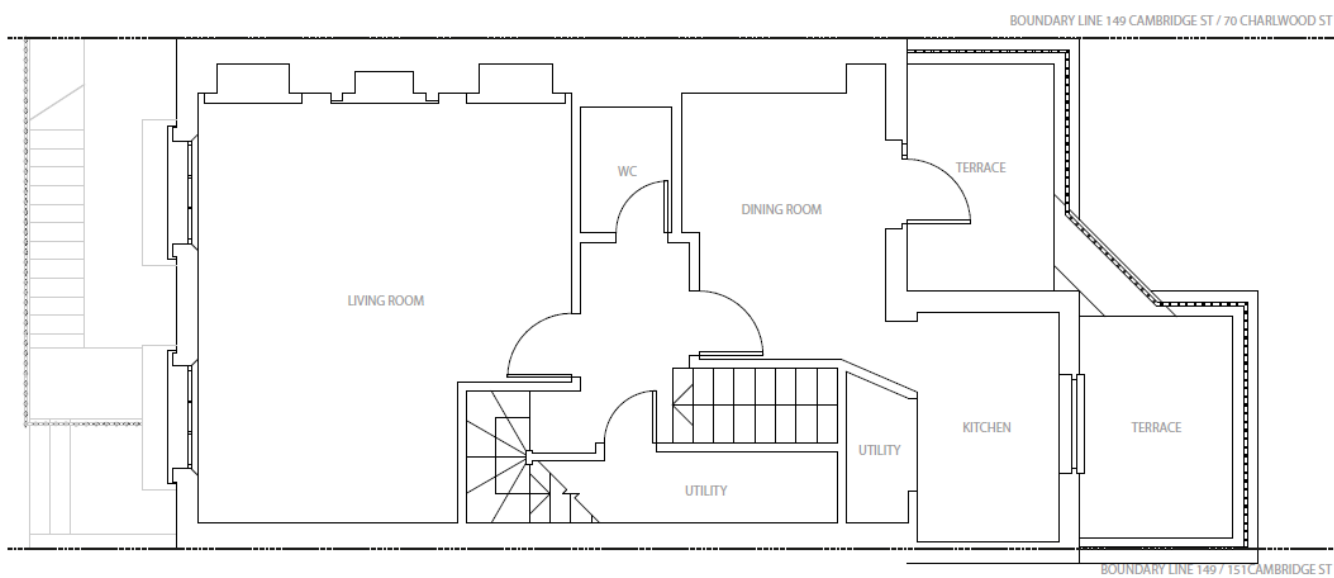 BOUNDARY LINE 149 CAMBRIDGE ST / 70 CHARLWOOD ST
WC
TERRACE
DINING ROOM
LIVING ROOM
KITCHEN
TERRACE
UTILITY
UTILITY
BOUNDARY LINE 149 / 151CAMBRIDGE ST